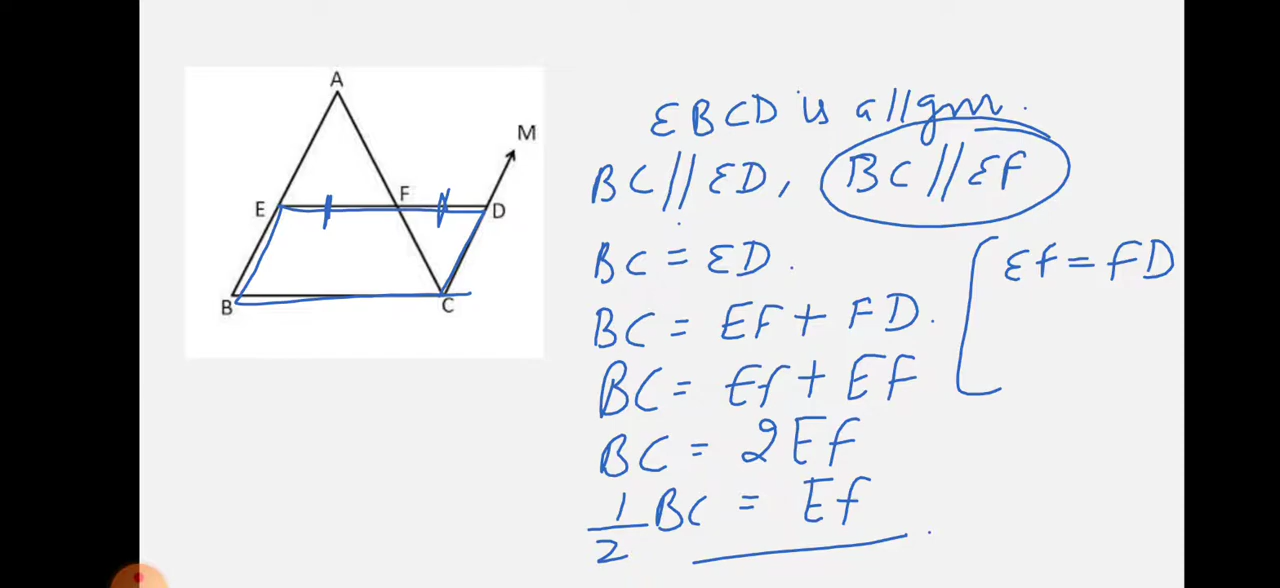 A
M
E
F
D
B
C
EBCD is a //gm.
BC//ED, BC//EF
BC = ED.
Ef = FD
BC = EF + FD.
BC = Ef + EF
BC = 2Ef
1/2 BC = Ef